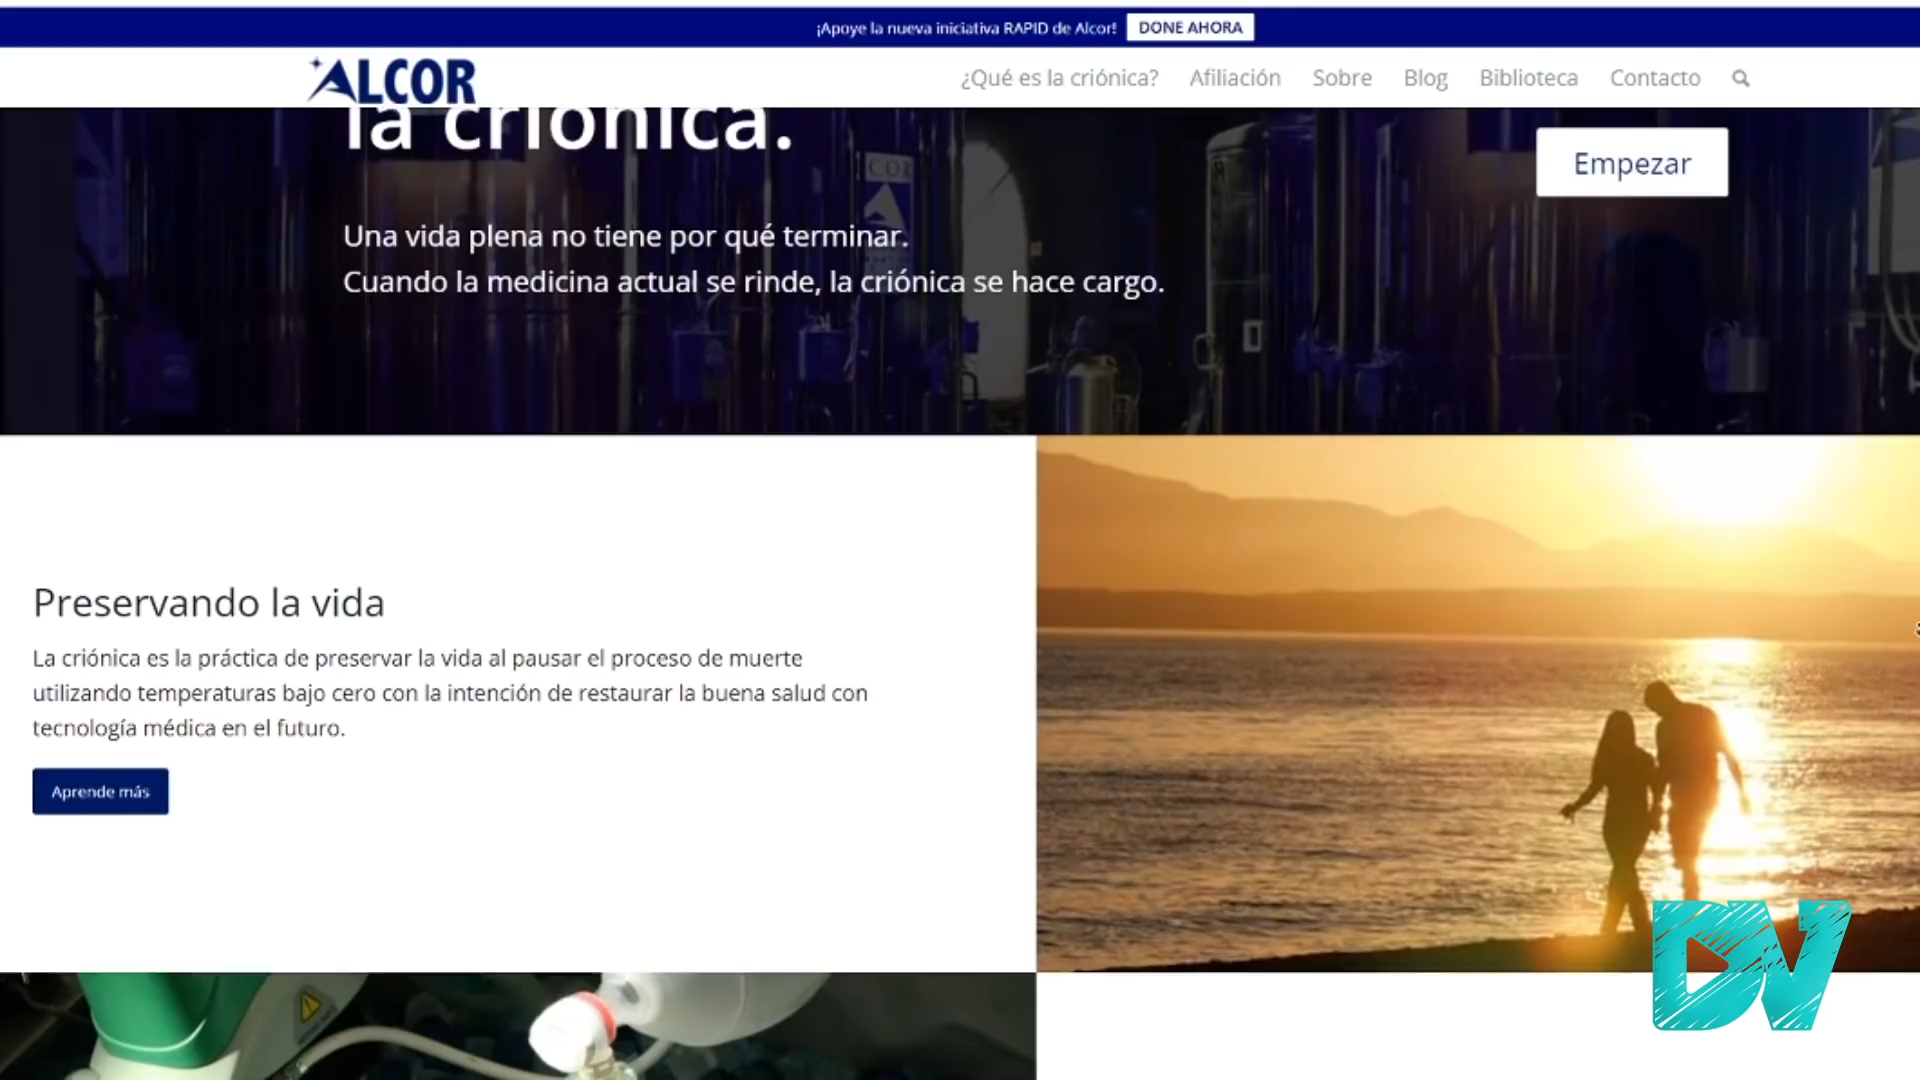 ¡Apoye la nueva iniciativa RAPID de Alcor! DONE AHORA
ALCOR
¿Qué es la criónica? Afiliación Sobre Blog Biblioteca Contacto
la criónica.
Empezar
Una vida plena no tiene por qué terminar.
Cuando la medicina actual se rinde, la criónica se hace cargo.
Preservando la vida
La criónica es la práctica de preservar la vida al pausar el proceso de muerte
utilizando temperaturas bajo cero con la intención de restaurar la buena salud con
tecnología médica en el futuro.
Aprende más
DV